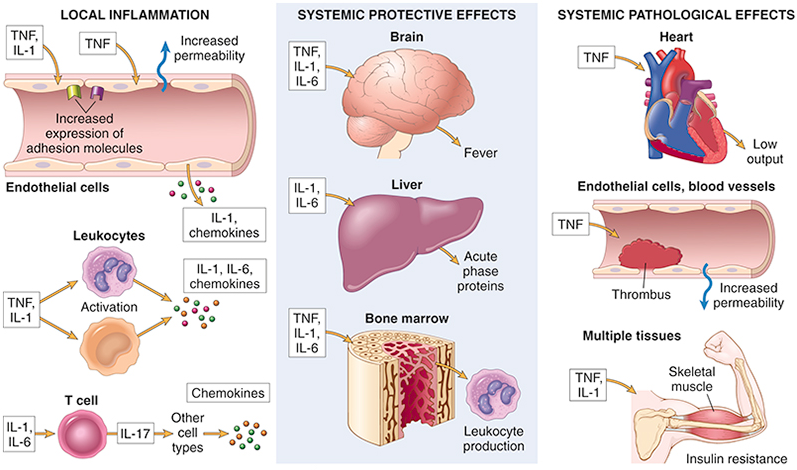 LOCAL INFLAMMATION
TNF,
IL-1
TNF
Increased
permeability
Increased
expression of
adhesion molecules
Endothelial cells
IL-1,
chemokines
Leukocytes
TNF,
IL-1
Activation
IL-1, IL-6,
chemokines
T cell
IL-1,
IL-6
IL-17
Other
cell
types
Chemokines
SYSTEMIC PROTECTIVE EFFECTS
Brain
TNF,
IL-1,
IL-6
Fever
Liver
IL-1,
IL-6
Acute
phase
proteins
Bone marrow
TNF,
IL-1,
IL-6
Leukocyte
production
SYSTEMIC PATHOLOGICAL EFFECTS
Heart
TNF
Low
output
Endothelial cells, blood vessels
TNF
Thrombus
Increased
permeability
Multiple tissues
TNF,
IL-1
Skeletal
muscle
Insulin resistance